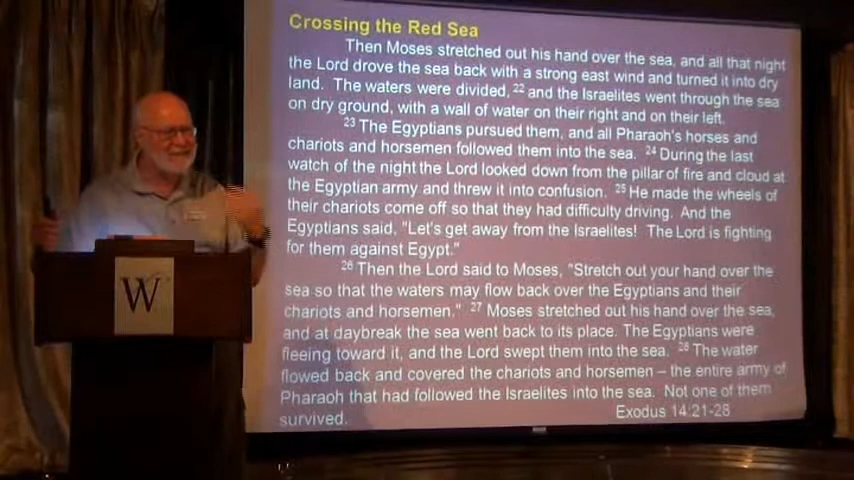 Crossing the Red Sea
Then Moses stretched out his hand over the sea, and all that night
the Lord drove the sea back with a strong east wind and turned it into dry
land. The waters were divided, 22 and the Israelites went through the sea
on dry ground, with a wall of water on their right and on their left.
23 The Egyptians pursued them, and all Pharaoh's horses and
chariots and horsemen followed them into the sea. 24 During the last
watch of the night the Lord looked down from the pillar of fire and cloud at
the Egyptian army and threw it into confusion. 25 He made the wheels of
their chariots come off so that they had difficulty driving. And the
Egyptians said, "Let's get away from the Israelites! The Lord is fighting
for them against Egypt."
26 Then the Lord said to Moses, "Stretch out your hand over the
sea so that the waters may flow back over the Egyptians and their
chariots and horsemen." 27 Moses stretched out his hand over the sea,
and at daybreak the sea went back to its place. The Egyptians were
fleeing toward it, and the Lord swept them into the sea. 28 The water
flowed back and covered the chariots and horsemen – the entire army of
Pharaoh that had followed the Israelites into the sea. Not one of them
survived. Exodus 14:21-28
W